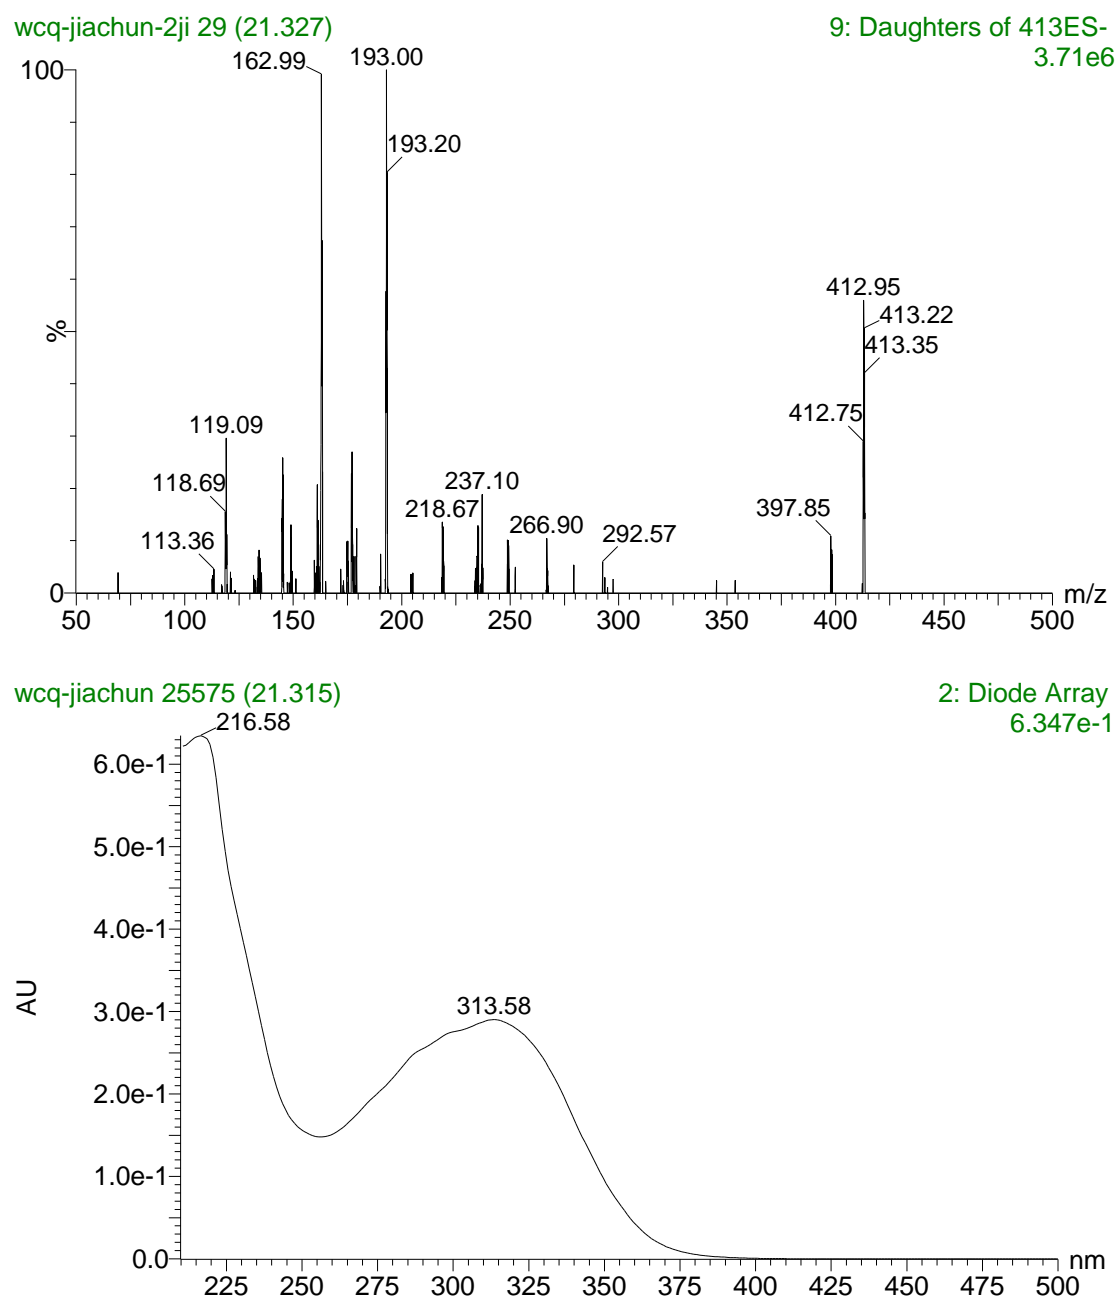 wcq-jiachun-2ji 29 (21.327)
9: Daughters of 413ES-
3.71e6
100
%
0
162.99
193.00
193.20
412.95
413.22
413.35
412.75
119.09
118.69
113.36
237.10
218.67
266.90
292.57
397.85
50 100 150 200 250 300 350 400 450 500
m/z
wcq-jiachun 25575 (21.315)
2: Diode Array
6.347e-1
216.58
6.0e-1
5.0e-1
4.0e-1
3.0e-1
2.0e-1
1.0e-1
0.0
AU
313.58
225 250 275 300 325 350 375 400 425 450 475 500
nm